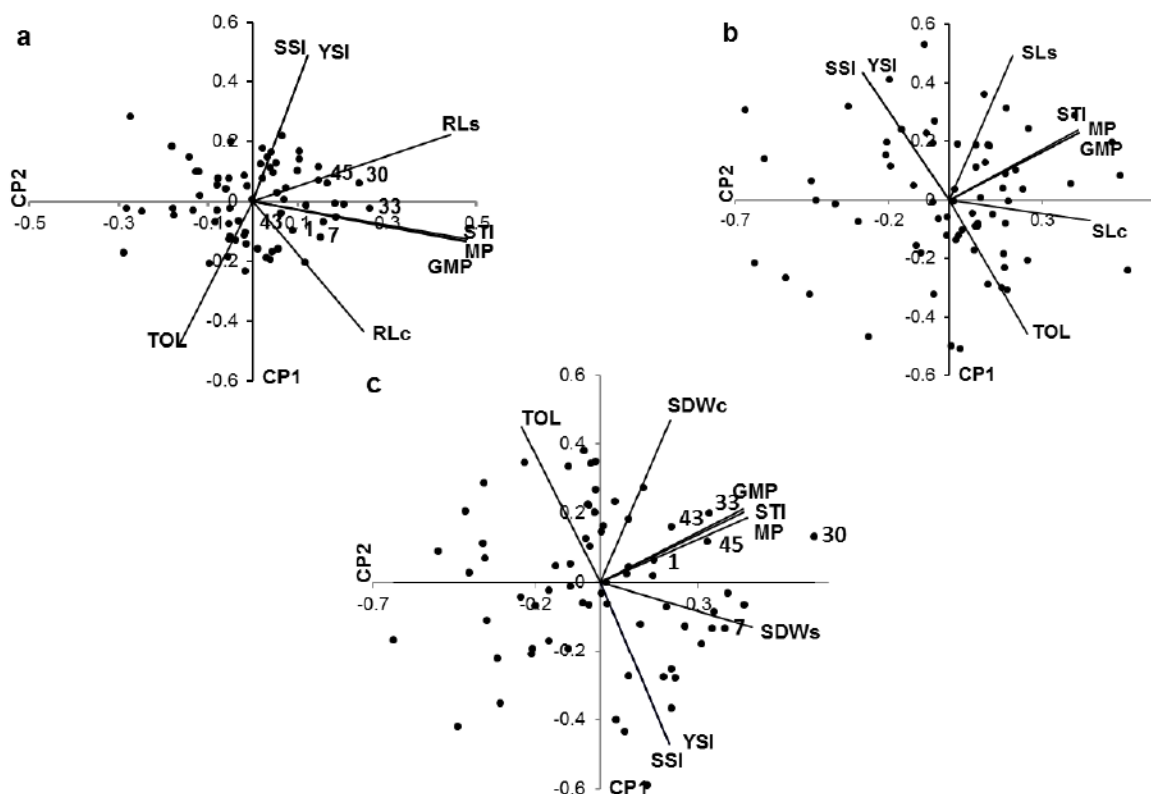 a
0.6
SSI YSI
0.4
RLs
0.2
45 30
CP2
0
-0.5 -0.3 -0.1 0.1 0.3 0.5
33
43 1 7
STI
MP
GMP
-0.2
TOL
-0.4
RLc
-0.6
CP1
b
0.6
SLs
SSI YSI
0.4
STI
MP
GMP
0.2
CP2
0
-0.7 0.3
SLc
-0.2
-0.4
TOL
-0.6
CP1
c
0.6
TOL
SDWc
0.4
GMP
33
STI
43
MP
30
0.2
45
1
CP2
0
-0.7 -0.2 0.3
-0.2
7
SDWs
-0.4
YSI
SSI
-0.6
CP1